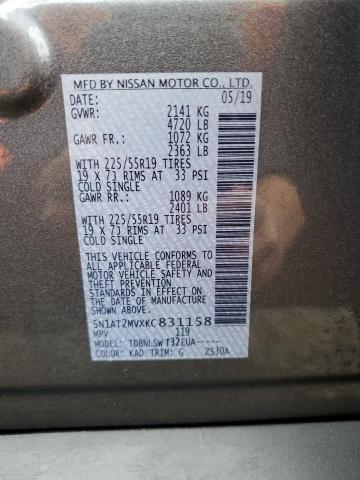 MFD BY NISSAN MOTOR CO., LTD.
DATE: 05/19
GVWR: 2141 KG
4720 LB
GAWR FR.: 1072 KG
2363 LB
WITH 225/55R19 TIRES
19 X 7J RIMS AT 33 PSI
COLD SINGLE
GAWR RR.: 1089 KG
2401 LB
WITH 225/55R19 TIRES
19 X 7J RIMS AT 33 PSI
COLD SINGLE
THIS VEHICLE CONFORMS TO
ALL APPLICABLE FEDERAL
MOTOR VEHICLE SAFETY, BUMPER
AND THEFT PREVENTION
STANDARDS IN EFFECT ON
THE DATE OF MANUFACTURE
SHOWN ABOVE.
5N1AT2MVXKC831158
MPV 119
MODEL: TDBNLSWT32EUA-----
COLOR: KAD TRIM: G ZS30A